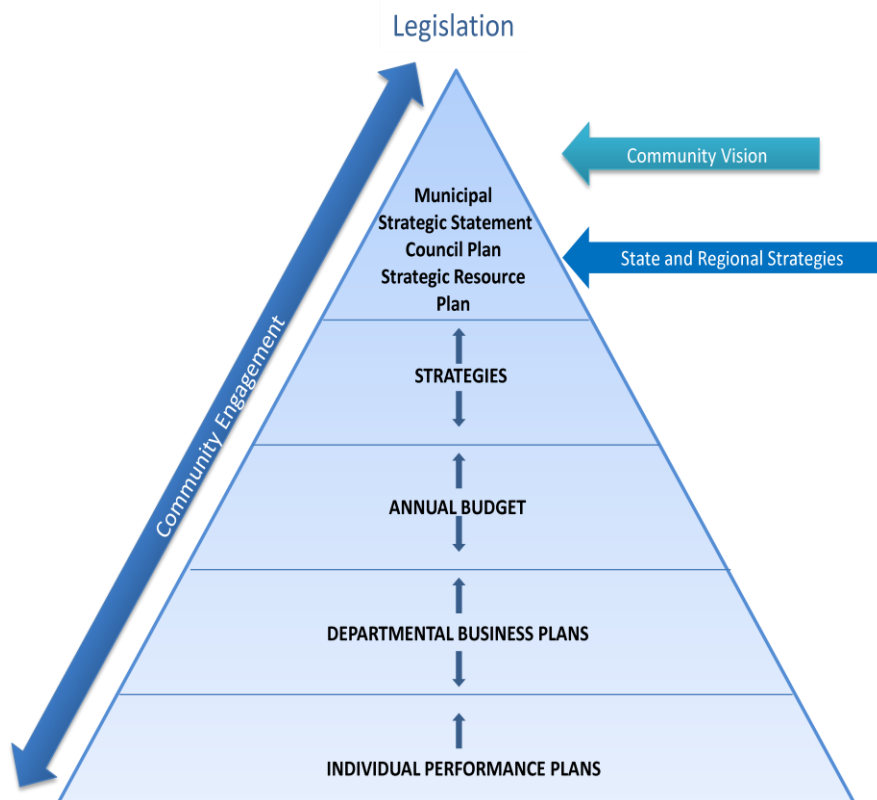 Legislation
Community Vision
Municipal
Strategic Statement
Council Plan
Strategic Resource
Plan
State and Regional Strategies
Community Engagement
STRATEGIES
ANNUAL BUDGET
DEPARTMENTAL BUSINESS PLANS
INDIVIDUAL PERFORMANCE PLANS